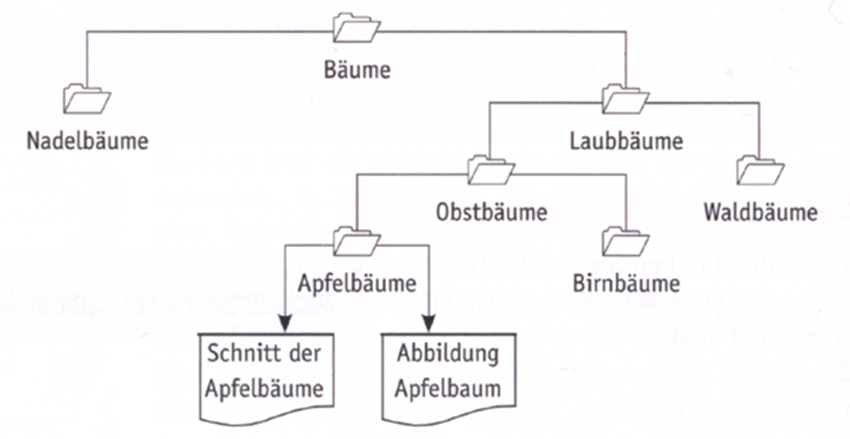 Bäume
Nadelbäume
Laubbäume
Obstbäume
Waldbäume
Apfelbäume
Birnbäume
Schnitt der
Apfelbäume
Abbildung
Apfelbaum